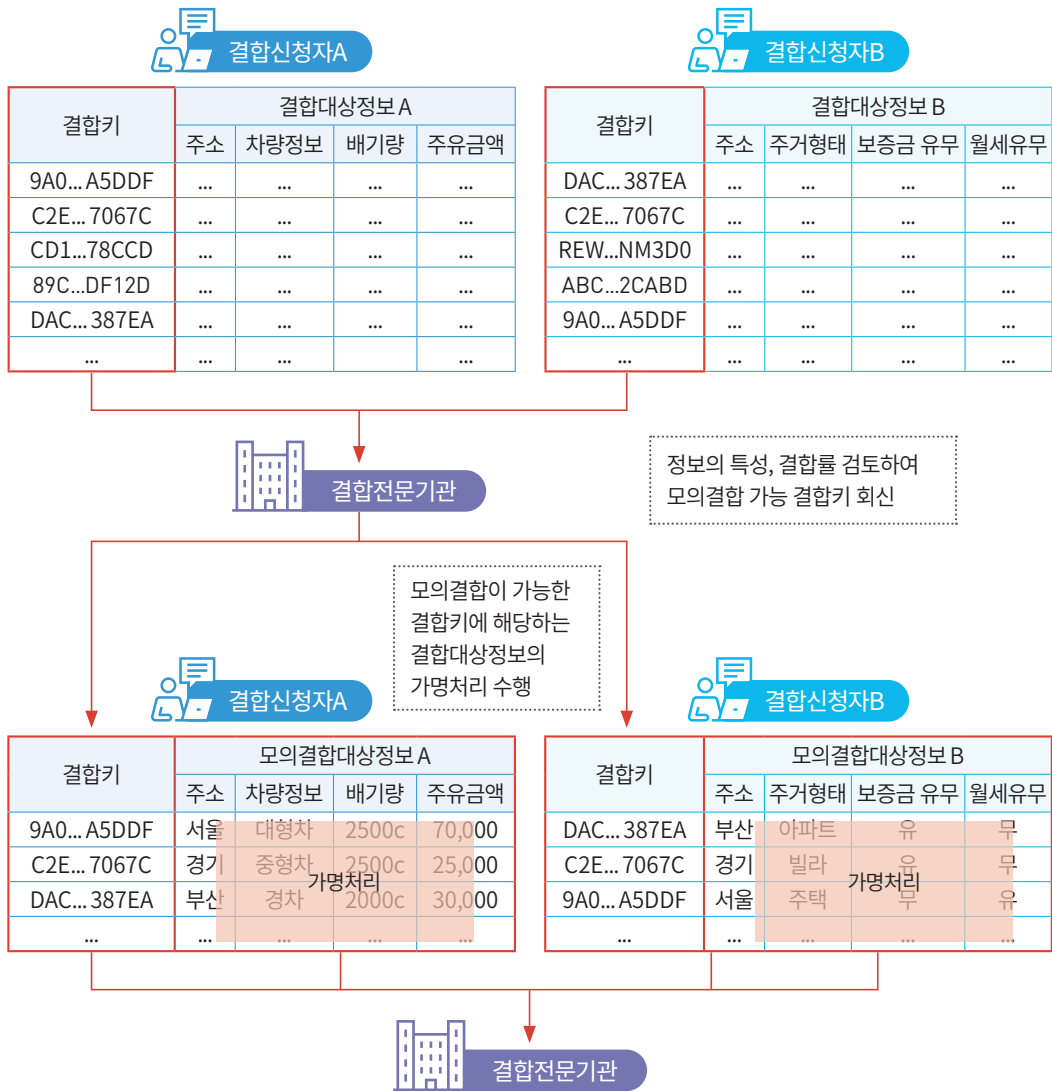 결합신청자A
결합키 결합대상정보 A
주소 차량정보 배기량 주유금액
9A0... A5DDF ... ... ... ...
C2E... 7067C ... ... ... ...
CD1...78CCD ... ... ... ...
89C...DF12D ... ... ... ...
DAC... 387EA ... ... ... ...
... ... ... ...
결합신청자B
결합키 결합대상정보 B
주소 주거형태 보증금 유무 월세유무
DAC... 387EA ... ... ... ...
C2E... 7067C ... ... ... ...
REW...NM3D0 ... ... ... ...
ABC...2CABD ... ... ... ...
9A0... A5DDF ... ... ... ...
... ... ... ... ...
결합전문기관
정보의 특성, 결합률 검토하여
모의결합 가능 결합키 회신
모의결합이 가능한
결합키에 해당하는
결합대상정보의
가명처리 수행
결합신청자A
결합키 모의결합대상정보 A
주소 차량정보 배기량 주유금액
9A0... A5DDF 서울 대형차 2500c 70,000
C2E... 7067C 경기 중형차 2500c 25,000
가명처리
DAC... 387EA 부산 경차 2000c 30,000
... ... ... ... ...
결합신청자B
결합키 모의결합대상정보 B
주소 주거형태 보증금 유무 월세유무
DAC... 387EA 부산 아파트 유 무
C2E... 7067C 경기 빌라 유 무
가명처리
9A0... A5DDF 서울 주택 무 유
... ... ... ... ...
결합전문기관